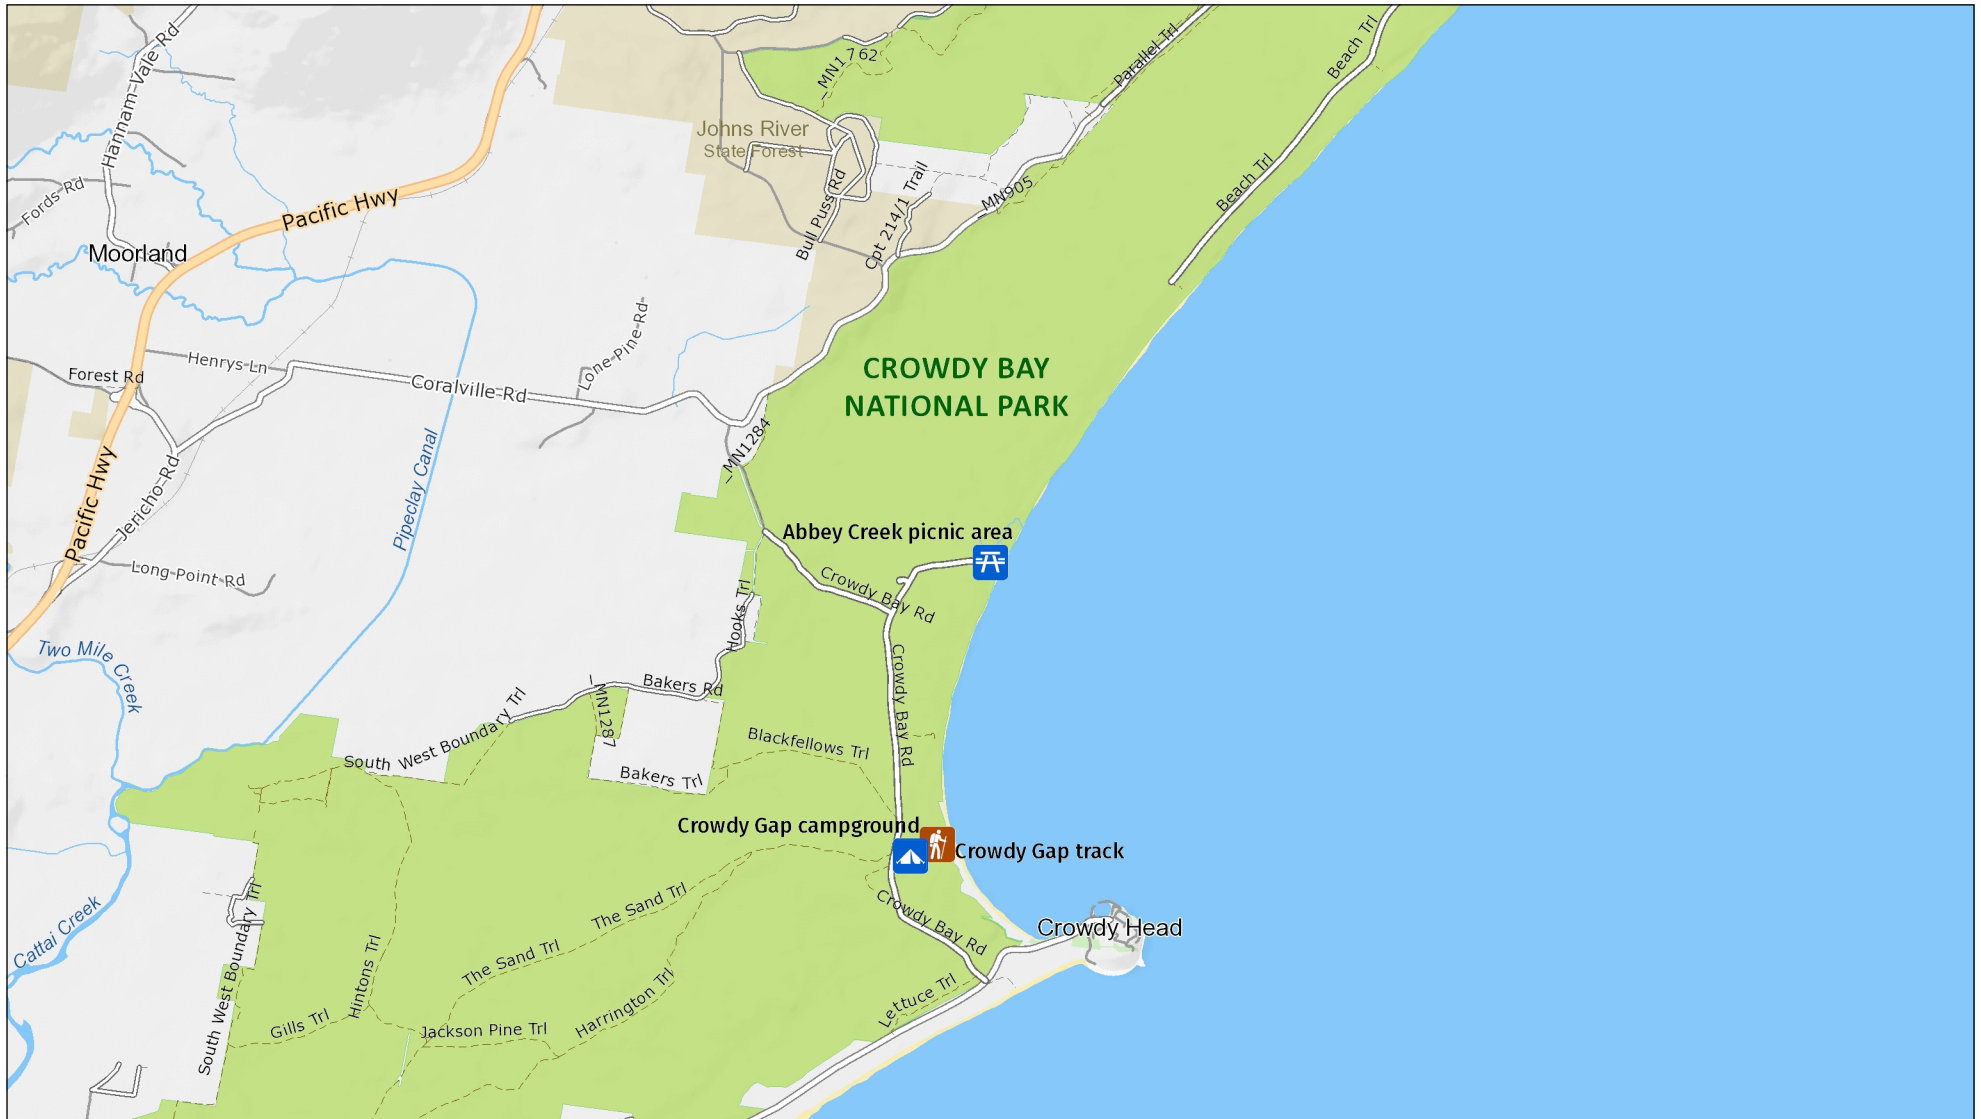 Hannam-Vale Rd
_MN1762
Parallel Trl
Beach Trl
Johns River
State Forest
Fords Rd
Pacific Hwy
Bull Puss Rd
Cpt 214/1 Trail
_MN905
Beach Trl
Moorland
Henrys Ln
Forest Rd
Coralville Rd
Lone-Pine-Rd
CROWDY BAY
NATIONAL PARK
_MN1284
Pacific Hwy
Jericho-Rd
Pipeclay Canal
Abbey Creek picnic area
Long Point Rd
Crowdy Bay Rd
Hooks Trl
Two Mile Creek
Bakers Rd
_MN1287
Crowdy Bay Rd
South West Boundary Trl
Blackfellows Trl
Bakers Trl
Crowdy Gap campground
Crowdy Gap track
The Sand Trl
Crowdy Bay Rd
Crowdy Head
Cattai Creek
South West Boundary Trl
Hintons Trl
The Sand Trl
Harrington Trl
Lettuce Trl
Gills Trl
Jackson Pine Trl